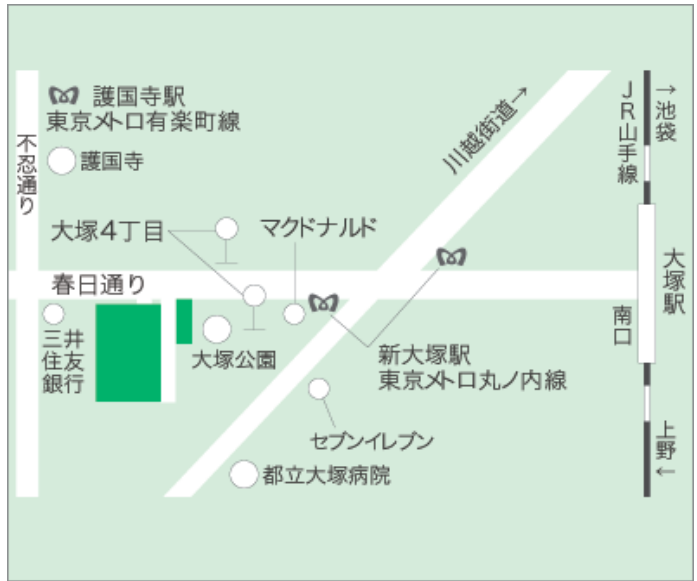 護国寺駅
東京メトロ有楽町線
護国寺
不忍通り
大塚4丁目
マクドナルド
川越街道→
JR山手線
→池袋
春日通り
大塚駅
南口
三井
住友
銀行
大塚公園
新大塚駅
東京メトロ丸ノ内線
セブンイレブン
都立大塚病院
上野←